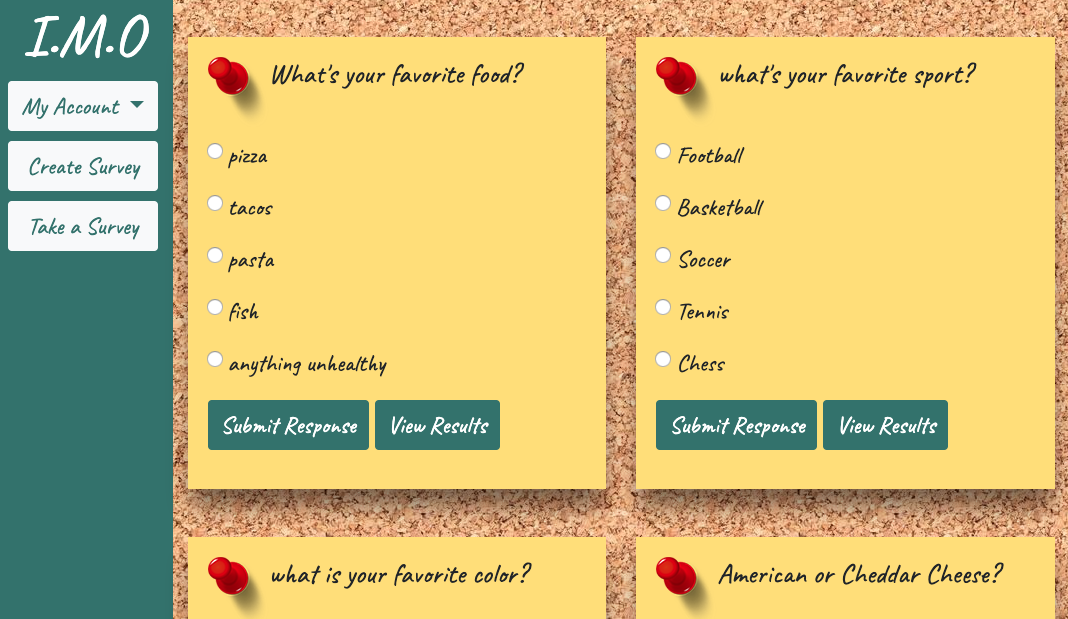 I.M.O
My Account
Create Survey
Take a Survey
What's your favorite food?
pizza
tacos
pasta
fish
anything unhealthy
Submit Response
View Results
what's your favorite sport?
Football
Basketball
Soccer
Tennis
Chess
Submit Response
View Results
what is your favorite color?
American or Cheddar Cheese?